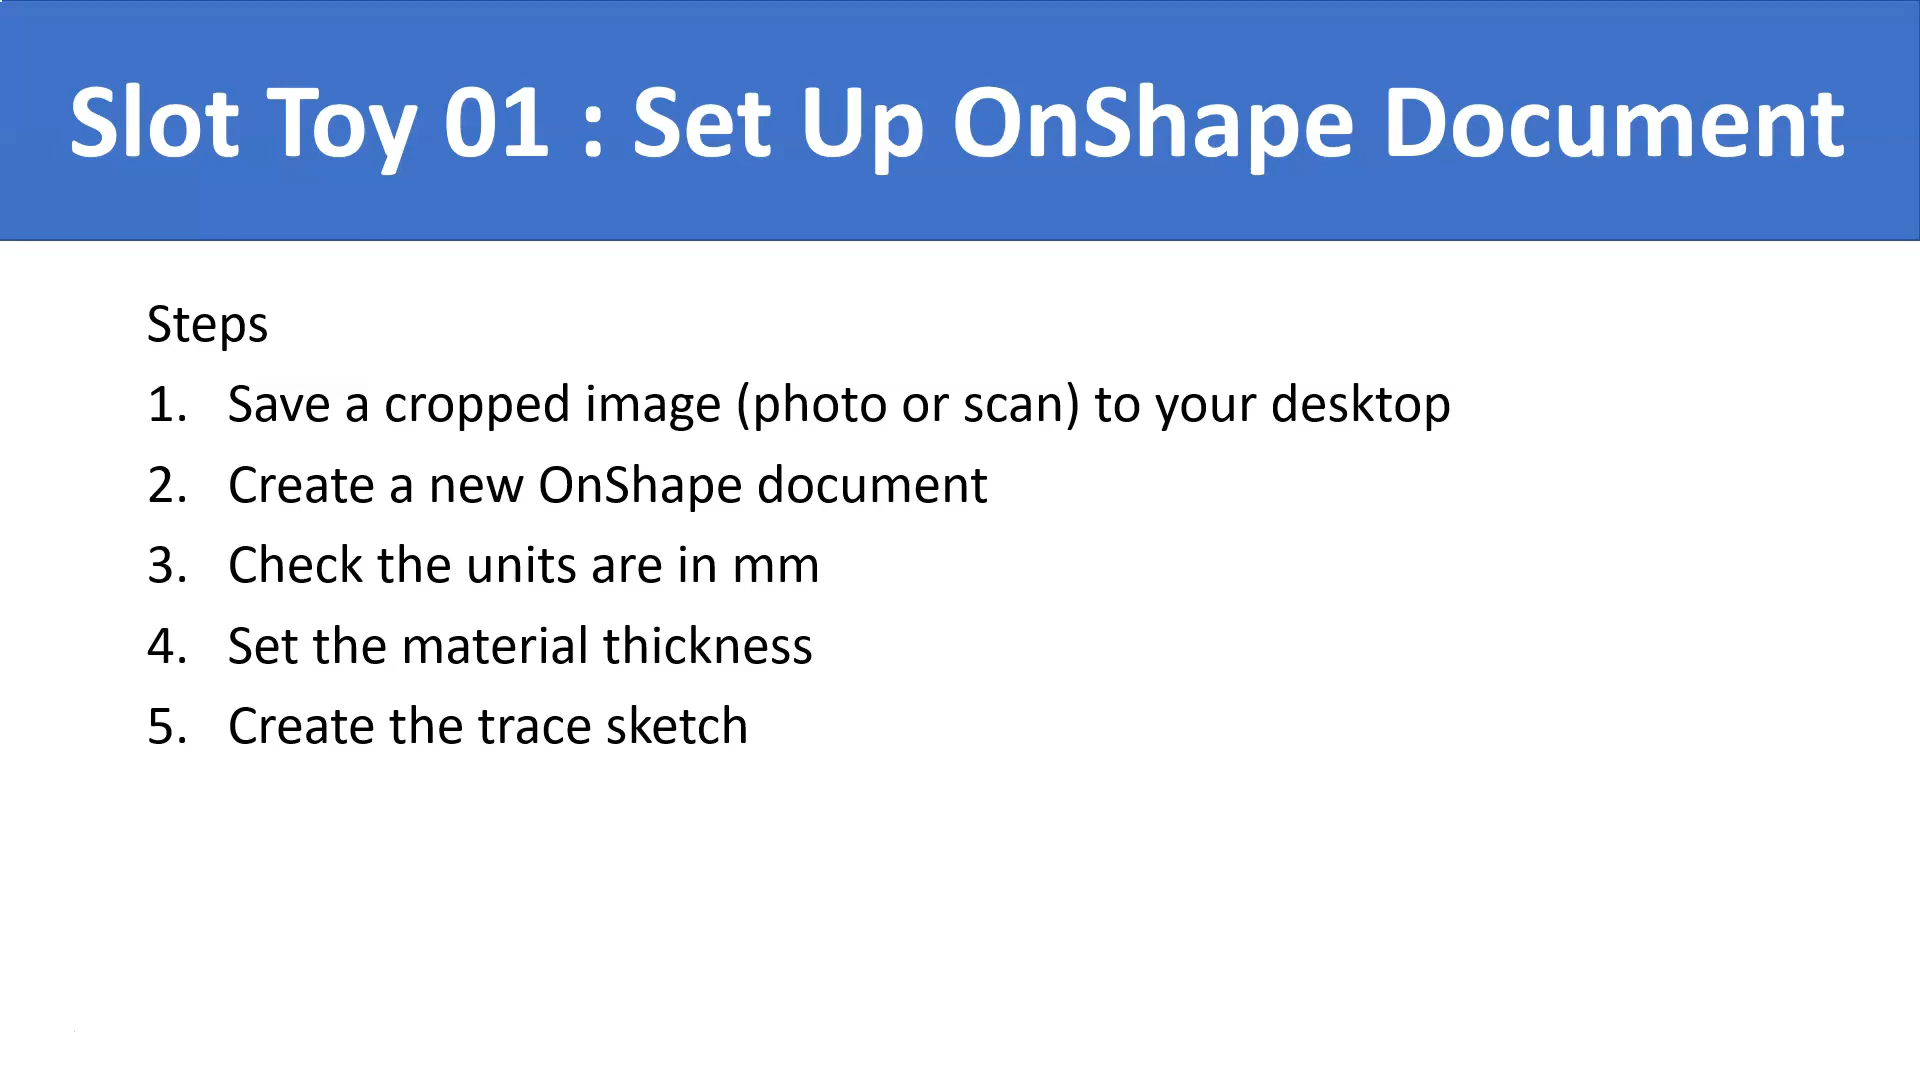 Slot Toy 01 : Set Up OnShape Document
Steps
1. Save a cropped image (photo or scan) to your desktop
2. Create a new OnShape document
3. Check the units are in mm
4. Set the material thickness
5. Create the trace sketch